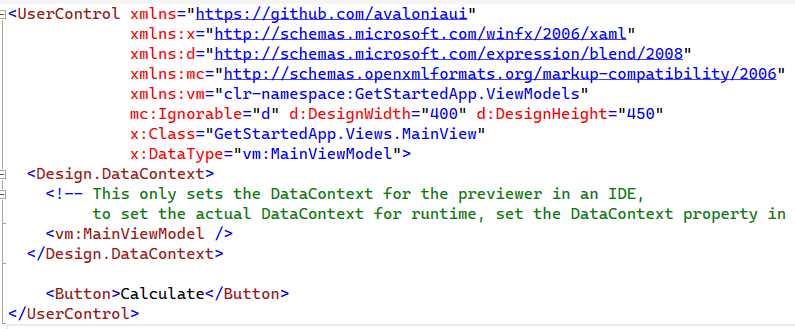 <UserControl xmlns="https://github.com/avaloniaui"
             xmlns:x="http://schemas.microsoft.com/winfx/2006/xaml"
             xmlns:d="http://schemas.microsoft.com/expression/blend/2008"
             xmlns:mc="http://schemas.openxmlformats.org/markup-compatibility/2006"
             xmlns:vm="clr-namespace:GetStartedApp.ViewModels"
             mc:Ignorable="d" d:DesignWidth="400" d:DesignHeight="450"
             x:Class="GetStartedApp.Views.MainView"
             x:DataType="vm:MainViewModel">
  <Design.DataContext>
    <!-- This only sets the DataContext for the previewer in an IDE,
         to set the actual DataContext for runtime, set the DataContext property in
    <vm:MainViewModel />
  </Design.DataContext>
    <Button>Calculate</Button>
</UserControl>